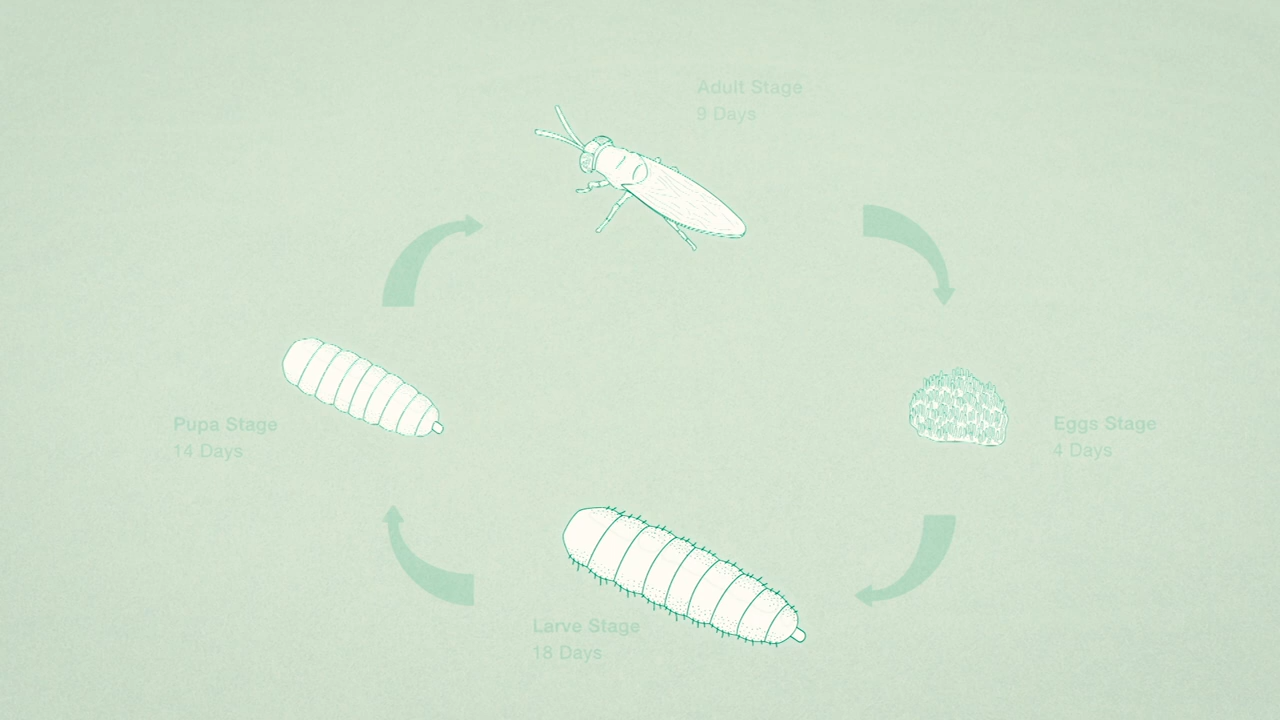 Adult Stage
9 Days
Pupa Stage
14 Days
Eggs Stage
4 Days
Larve Stage
18 Days